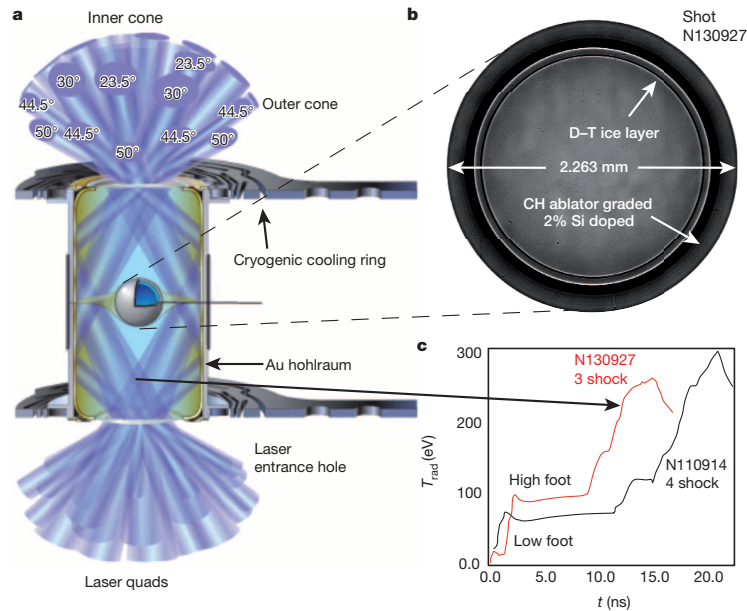 a
Inner cone
23.5°
30°
23.5°
30°
44.5°
44.5°
Outer cone
50°
44.5°
44.5°
50°
50°
Cryogenic cooling ring
Au hohlraum
Laser
entrance hole
Laser quads
b
Shot
N130927
D–T ice layer
2.263 mm
CH ablator graded
2% Si doped
c
300
200
100
0.0
0.0
5.0
10.0
15.0
20.0
T rad (eV)
t (ns)
N130927
3 shock
High foot
N110914
4 shock
Low foot